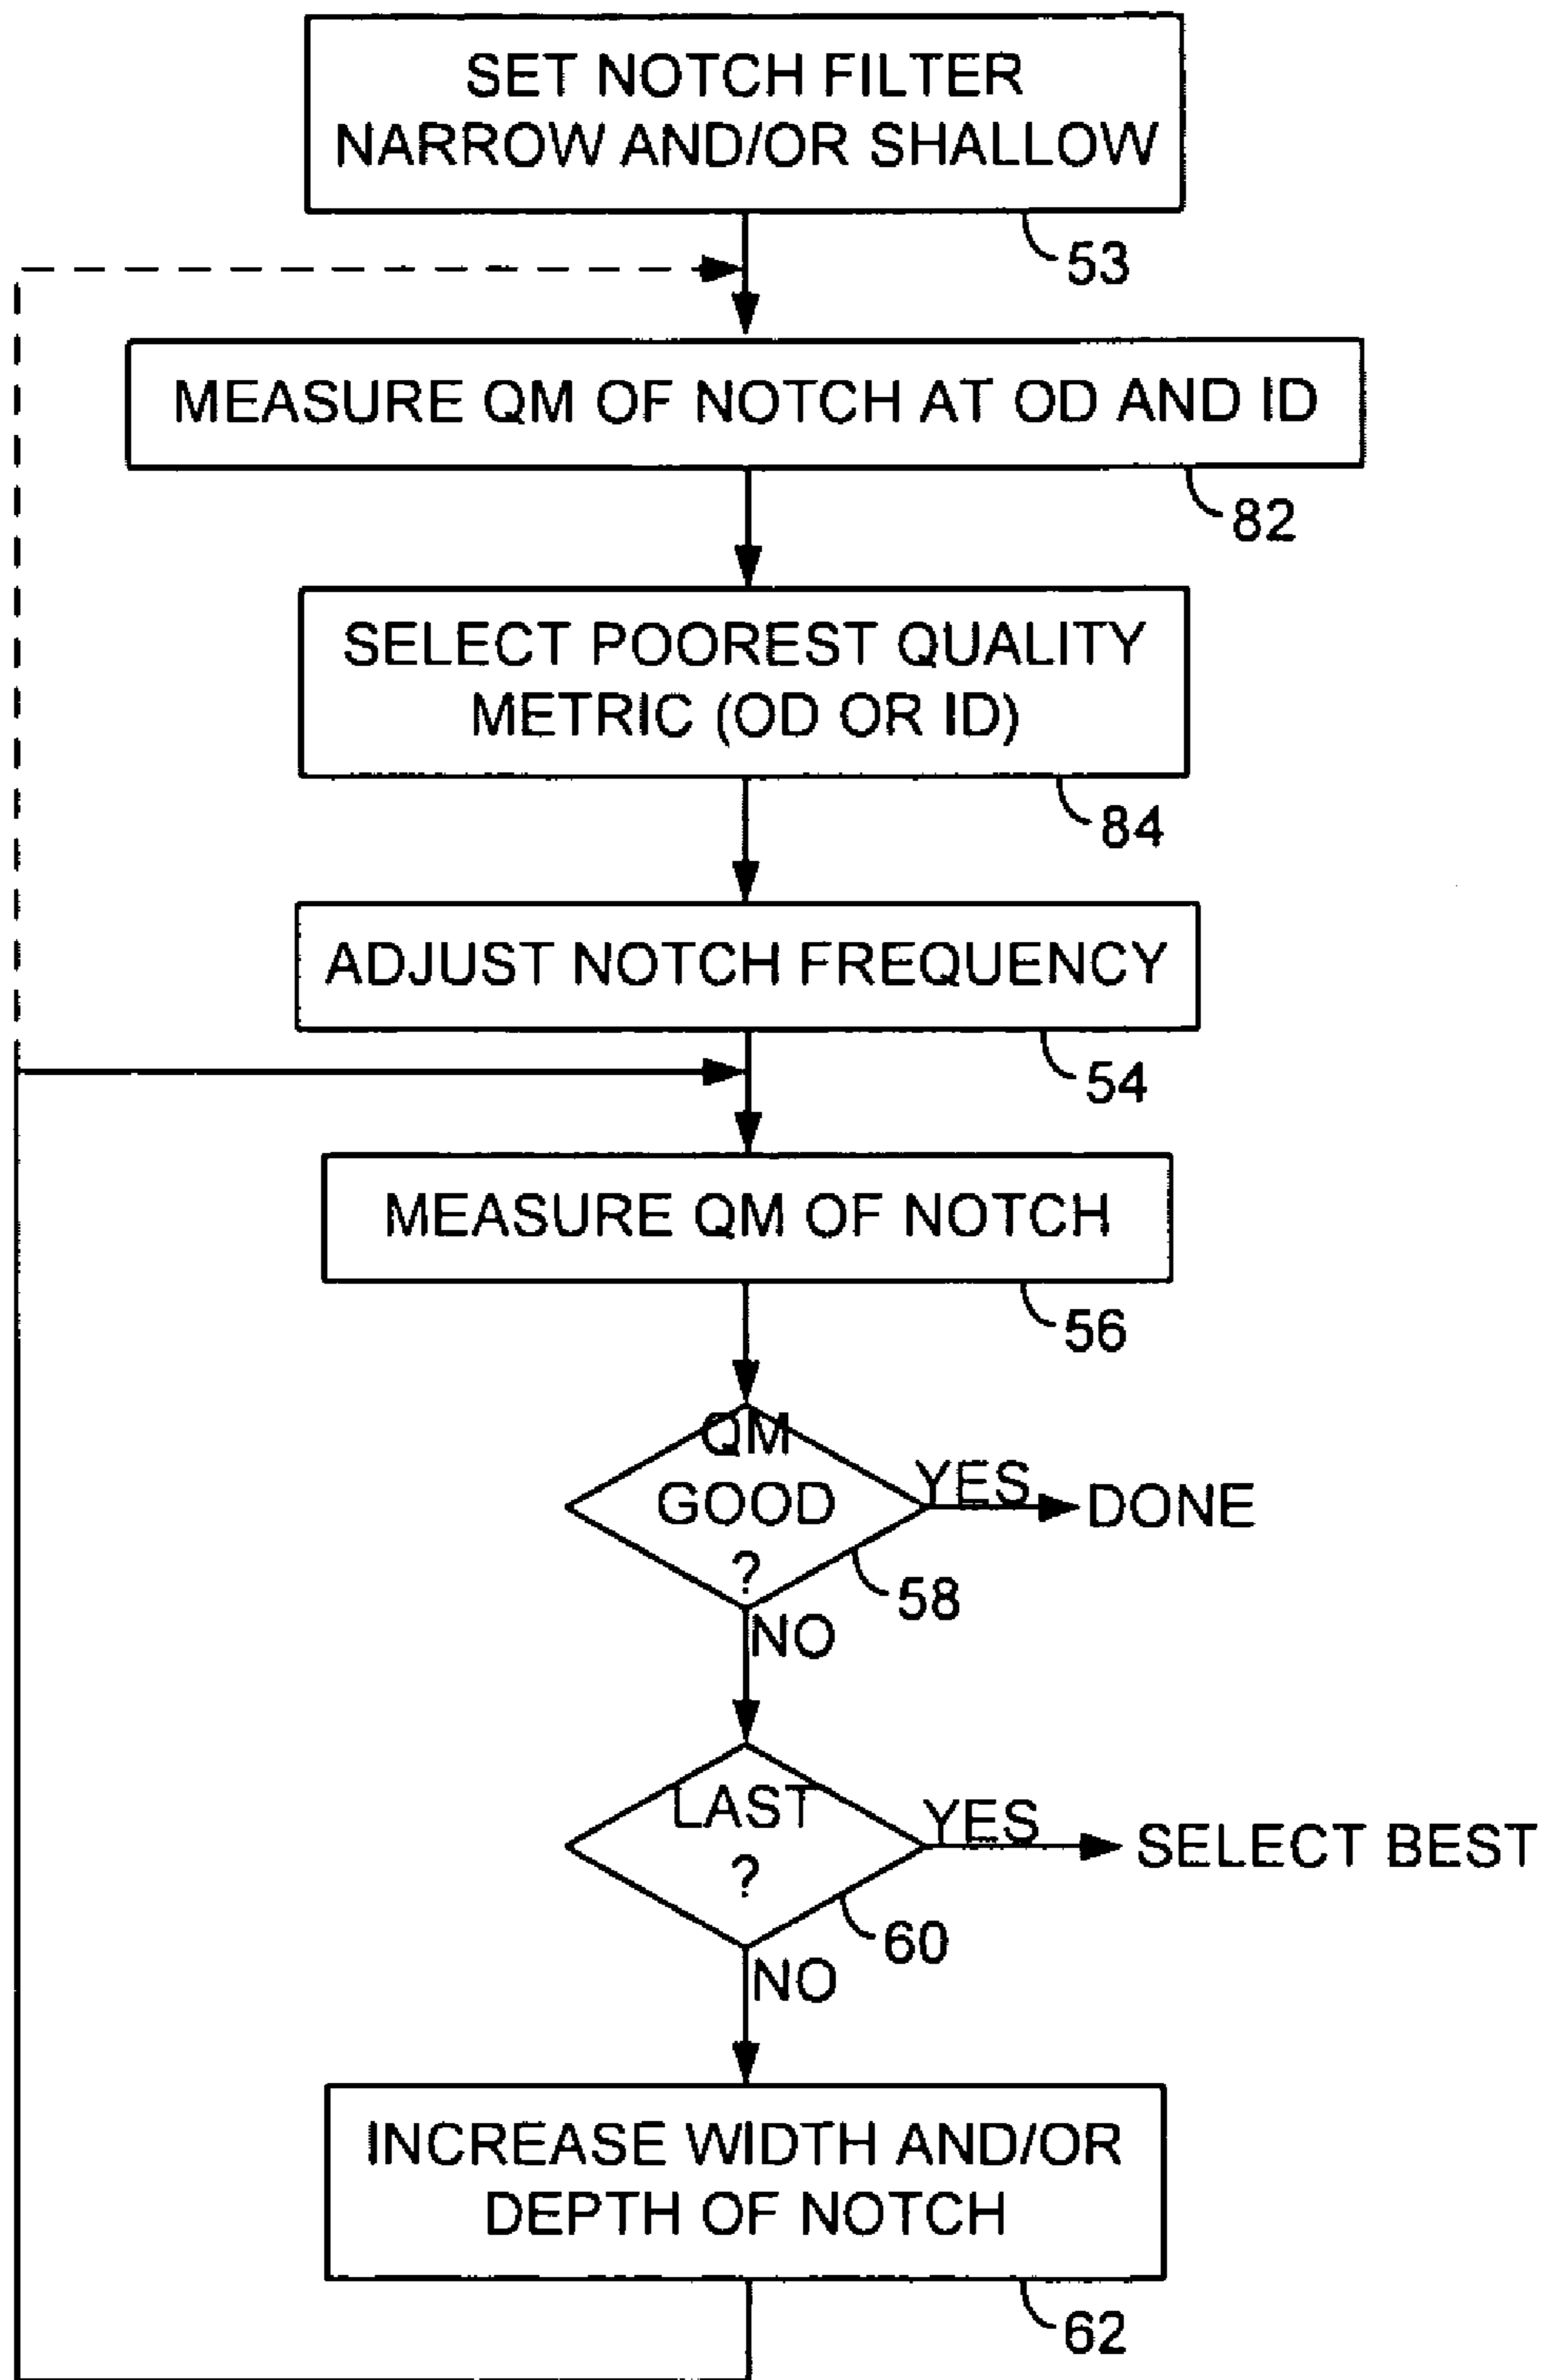 SET NOTCH FILTER
NARROW AND/OR SHALLOW
53
MEASURE QM OF NOTCH AT OD AND ID
82
SELECT POOREST QUALITY
METRIC (OD OR ID)
84
ADJUST NOTCH FREQUENCY
54
MEASURE QM OF NOTCH
56
QM
GOOD
?
YES
DONE
58
NO
LAST
?
YES
SELECT BEST
60
NO
INCREASE WIDTH AND/OR
DEPTH OF NOTCH
62